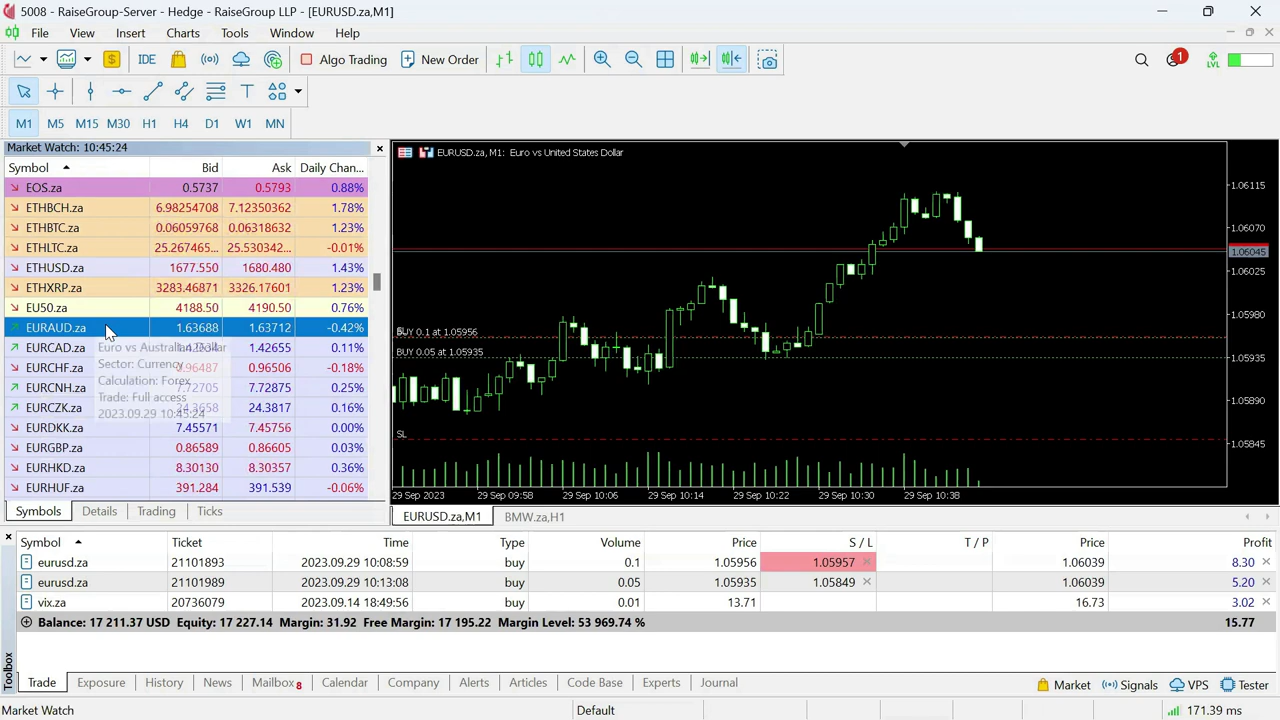 5008 - RaiseGroup-Server - Hedge - RaiseGroup LLP - [EURUSD.za,M1]
File View Insert Charts Tools Window Help
IDE Algo Trading New Order 1 LVL
M1 M5 M15 M30 H1 H4 D1 W1 MN
Market Watch: 10:45:24
Symbol Bid Ask Daily Chan...
EOS.za 0.5737 0.5793 0.88%
ETHBCH.za 6.98254708 7.12350362 1.78%
ETHBTC.za 0.06059768 0.06318632 1.23%
ETHLTC.za 25.267465... 25.530342... -0.01%
ETHUSD.za 1677.550 1680.480 1.43%
ETHXRP.za 3283.46871 3326.17601 1.23%
EU50.za 4188.50 4190.50 0.76%
EURAUD.za 1.63688 1.63712 -0.42%
EURCAD.za 1.42655 0.11%
EURCHF.za 0.96506 -0.18%
EURCNH.za 7.72705 7.72875 0.25%
EURCZK.za 24.3817 0.16%
EURDKK.za 7.45571 7.45756 0.00%
EURGBP.za 0.86589 0.86605 0.03%
EURHKD.za 8.30130 8.30357 0.36%
EURHUF.za 391.284 391.539 -0.06%
Euro vs Australian Dollar
Sector: Currency
Calculation: Forex
Trade: Full access
2023.09.29 10:45:24
Symbols Details Trading Ticks
EURUSD.za, M1: Euro vs United States Dollar
1.06115
1.06070
1.06045
1.06025
1.05980
1.05935
1.05890
1.05845
BUY 0.1 at 1.05956
BUY 0.05 at 1.05935
SL
29 Sep 2023 29 Sep 09:58 29 Sep 10:06 29 Sep 10:14 29 Sep 10:22 29 Sep 10:30 29 Sep 10:38
EURUSD.za,M1 BMW.za,H1
Symbol Ticket Time Type Volume Price S / L T / P Price Profit
eurusd.za 21101893 2023.09.29 10:08:59 buy 0.1 1.05956 1.05957 1.06039 8.30
eurusd.za 21101989 2023.09.29 10:13:08 buy 0.05 1.05935 1.05849 1.06039 5.20
vix.za 20736079 2023.09.14 18:49:56 buy 0.01 13.71 16.73 3.02
Balance: 17 211.37 USD Equity: 17 227.14 Margin: 31.92 Free Margin: 17 195.22 Margin Level: 53 969.74 % 15.77
Toolbox
Trade Exposure History News Mailbox 8 Calendar Company Alerts Articles Code Base Experts Journal Market Signals VPS Tester
Market Watch Default 171.39 ms